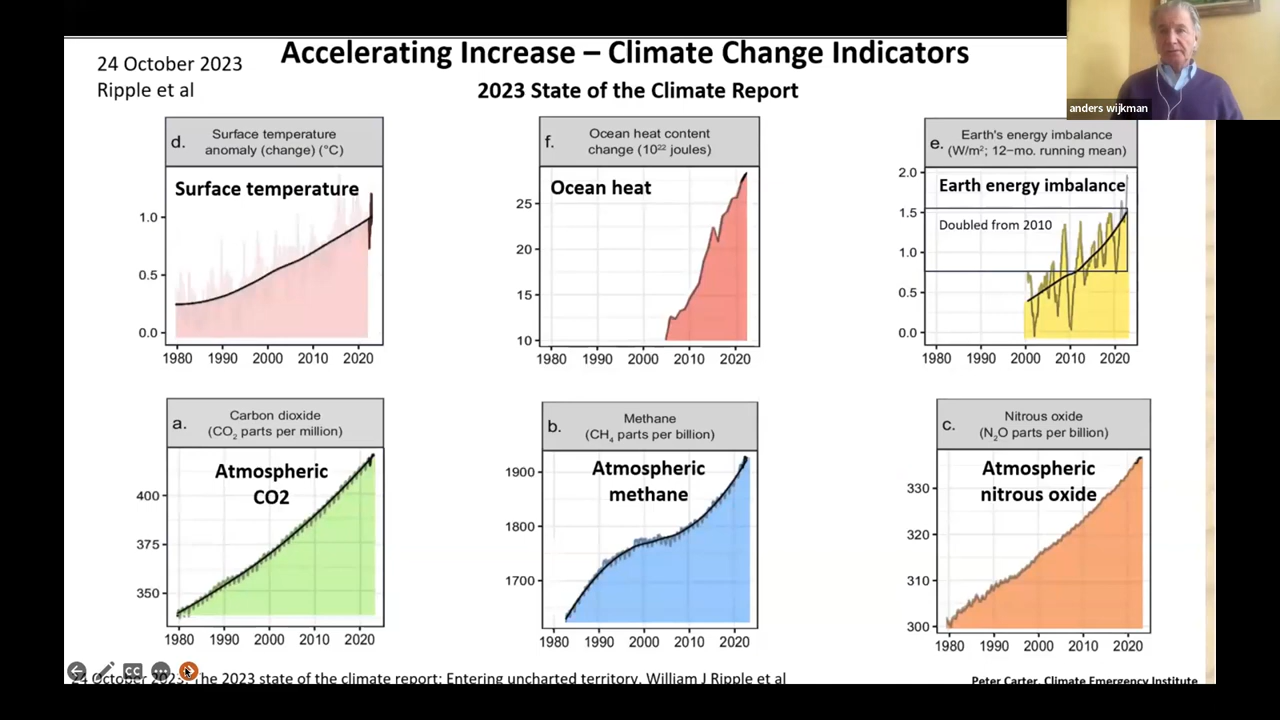 24 October 2023
Ripple et al
Accelerating Increase – Climate Change Indicators
2023 State of the Climate Report
anders wijkman
d. Surface temperature
anomaly (change) (°C)
Surface temperature
1.0
0.5
0.0
1980 1990 2000 2010 2020
f. Ocean heat content
change (10²² joules)
Ocean heat
25
20
15
10
1980 1990 2000 2010 2020
e. Earth's energy imbalance
(W/m²; 12−mo. running mean)
Earth energy imbalance
Doubled from 2010
2.0
1.5
1.0
0.5
0.0
1980 1990 2000 2010 2020
a. Carbon dioxide
(CO₂ parts per million)
Atmospheric
CO2
400
375
350
1980 1990 2000 2010 2020
b. Methane
(CH₄ parts per billion)
Atmospheric
methane
1900
1800
1700
1980 1990 2000 2010 2020
c. Nitrous oxide
(N₂O parts per billion)
Atmospheric
nitrous oxide
330
320
310
300
1980 1990 2000 2010 2020
CC
24 October 2023. The 2023 state of the climate report: Entering uncharted territory. William J Ripple et al
Peter Carter, Climate Emergency Institute